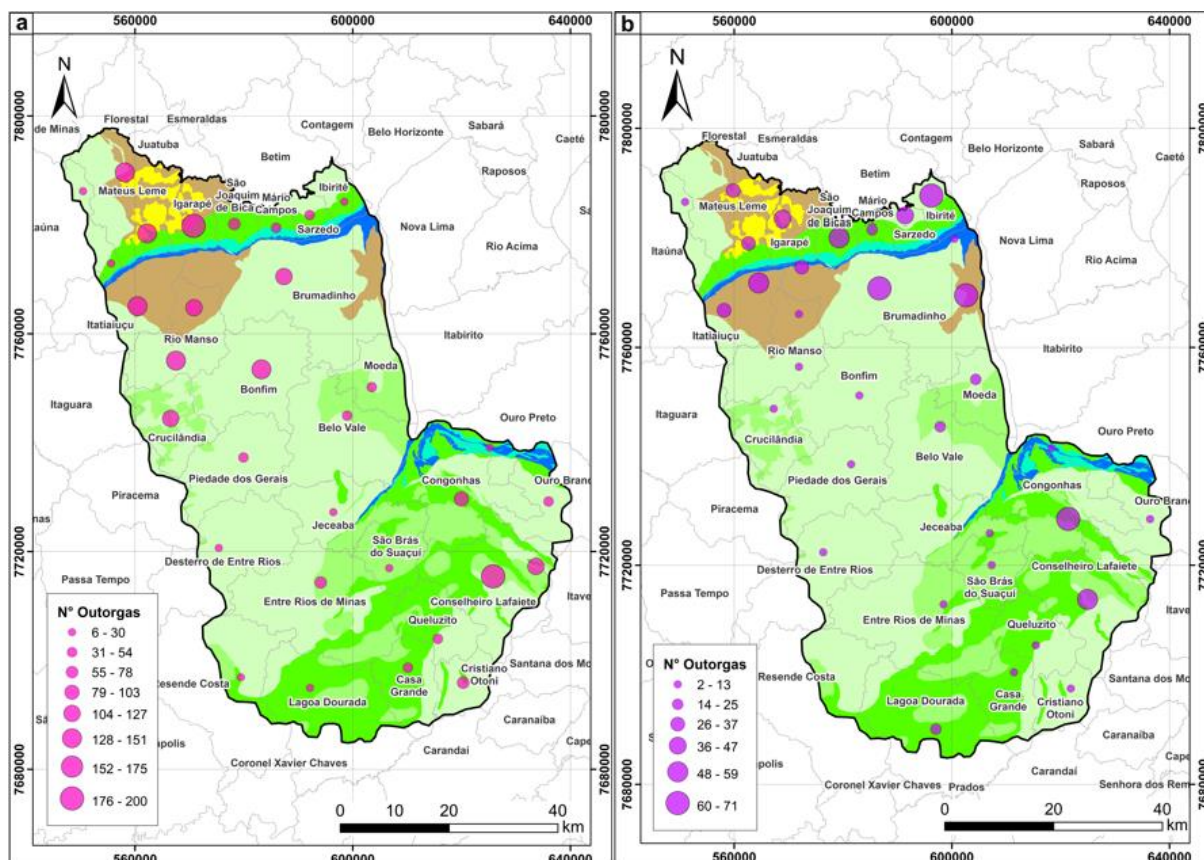 a
560000
600000
640000
N
7800000
7760000
7720000
7680000
Florestal
Esmeraldas
de Minas
Juatuba
Contagem
Belo Horizonte
Sabará
Caeté
Betim
Raposos
Mateus Leme
Igarapé
São
Joaquim
de Bicas
Mário
Campos
Ibirité
Sarzedo
Nova Lima
Rio Acima
Itaúna
Brumadinho
Itatiaiuçu
Rio Manso
Itabirito
Bonfim
Moeda
Itaguara
Crucilândia
Belo Vale
Ouro Preto
Piedade dos Gerais
Piracema
Congonhas
Jeceaba
São Brás
do Suaçuí
Desterro de Entre Rios
Passa Tempo
Entre Rios de Minas
Conselheiro Lafaiete
Queluzito
Cristiano
Otoni
Santana dos Mo
Resende Costa
Casa
Grande
Lagoa Dourada
Caranaíba
Carandaí
Coronel Xavier Chaves
N° Outorgas
6 - 30
31 - 54
55 - 78
79 - 103
104 - 127
128 - 151
152 - 175
176 - 200
0 10 20 40
km
560000
600000
640000
b
560000
600000
640000
N
7800000
7760000
7720000
7680000
Florestal
Esmeraldas
Juatuba
Contagem
Belo Horizonte
Sabará
Caeté
Betim
Raposos
Mateus Leme
Igarapé
São
Joaquim
de Bicas
Mário
Campos
Ibirité
Sarzedo
Nova Lima
Rio Acima
Itaúna
Brumadinho
Itatiaiuçu
Rio Manso
Itabirito
Bonfim
Moeda
Itaguara
Crucilândia
Belo Vale
Ouro Preto
Piedade dos Gerais
Piracema
Congonhas
Jeceaba
Desterro de Entre Rios
Conselheiro Lafaiete
São Brás
do Suaçuí
Passa Tempo
Entre Rios de Minas
Queluzito
Santana dos Mo
Resende Costa
Casa
Grande
Cristiano
Otoni
Lagoa Dourada
Caranaíba
Carandaí
Coronel Xavier Chaves
Prados
Senhora dos Rem
N° Outorgas
2 - 13
14 - 25
26 - 37
36 - 47
48 - 59
60 - 71
0 10 20 40
km
560000
600000
640000